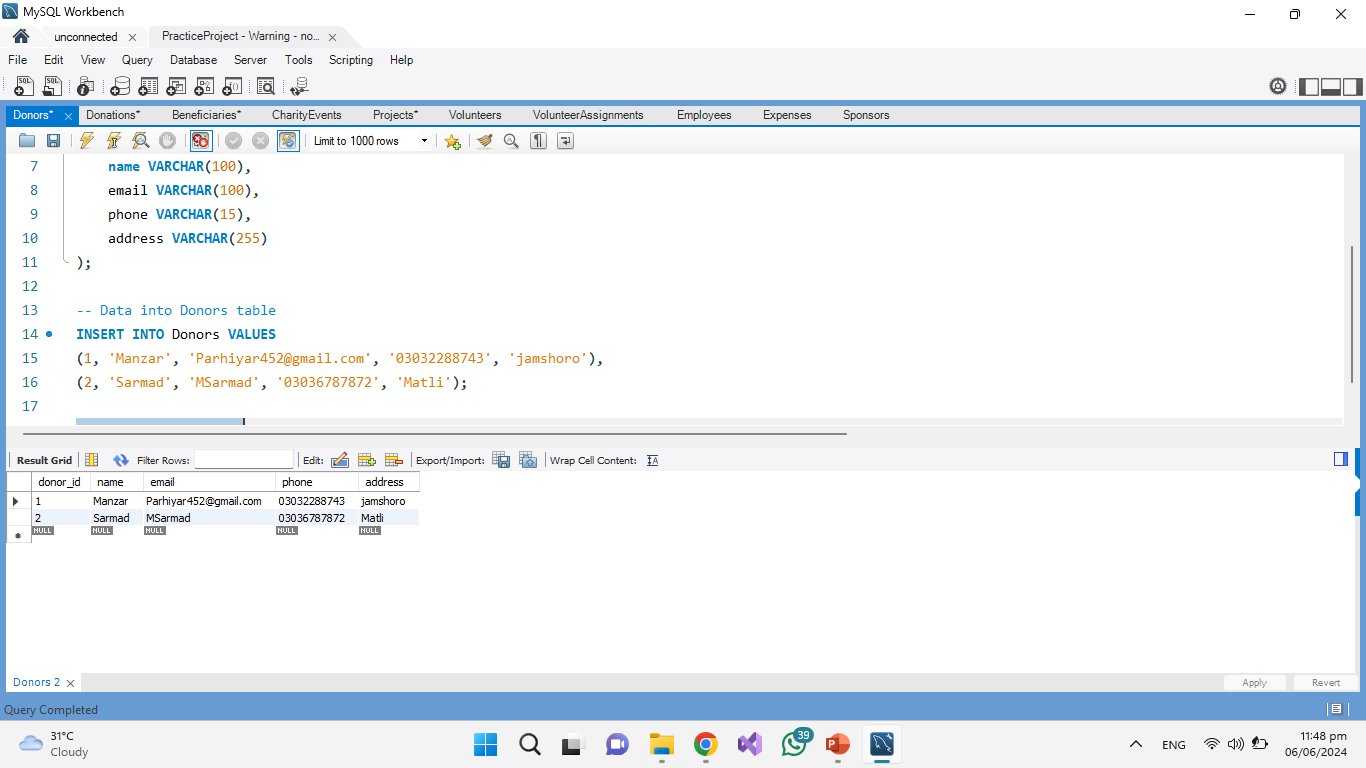 MySQL Workbench
unconnected
PracticeProject - Warning - no...
File Edit View Query Database Server Tools Scripting Help
Donors* Donations* Beneficiaries* CharityEvents Projects* Volunteers VolunteerAssignments Employees Expenses Sponsors
Limit to 1000 rows
7 name VARCHAR(100),
8 email VARCHAR(100),
9 phone VARCHAR(15),
10 address VARCHAR(255)
11 );
12
13 -- Data into Donors table
14 INSERT INTO Donors VALUES
15 (1, 'Manzar', 'Parhiyar452@gmail.com', '03032288743', 'jamshoro'),
16 (2, 'Sarmad', 'MSarmad', '03036787872', 'Matli');
17
Result Grid Filter Rows: Edit: Export/Import: Wrap Cell Content:
donor_id name email phone address
1 Manzar Parhiyar452@gmail.com 03032288743 jamshoro
2 Sarmad MSarmad 03036787872 Matli
NULL NULL NULL NULL NULL
Donors 2
Apply Revert
Query Completed
31°C
Cloudy
39
ENG
11:48 pm
06/06/2024